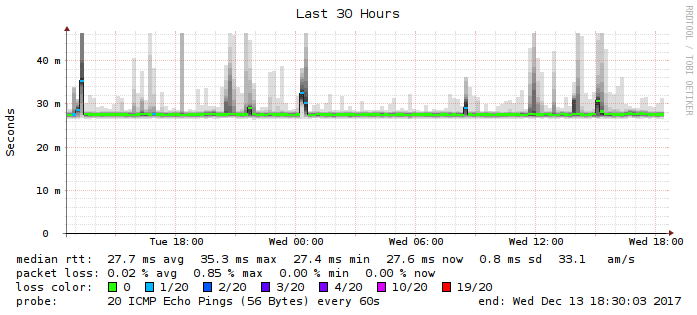 Last 30 Hours
RRDTOOL / TOBI OETIKER
Seconds
40 m
30 m
20 m
10 m
0
Tue 18:00 Wed 00:00 Wed 06:00 Wed 12:00 Wed 18:00
median rtt: 27.7 ms avg 35.3 ms max 27.4 ms min 27.6 ms now 0.8 ms sd 33.1 am/s
packet loss: 0.02 % avg 0.85 % max 0.00 % min 0.00 % now
loss color: 0 1/20 2/20 3/20 4/20 10/20 19/20
probe: 20 ICMP Echo Pings (56 Bytes) every 60s end: Wed Dec 13 18:30:03 2017